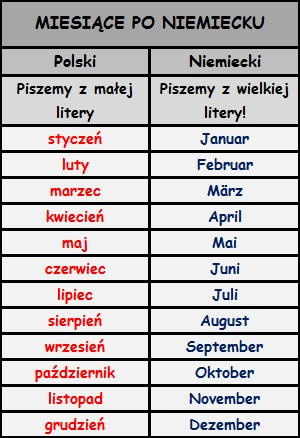 MIESIĄCE PO NIEMIECKU
Polski Niemiecki
Piszemy z małej Piszemy z wielkiej
litery litery!
styczeń Januar
luty Februar
marzec März
kwiecień April
maj Mai
czerwiec Juni
lipiec Juli
sierpień August
wrzesień September
październik Oktober
listopad November
grudzień Dezember